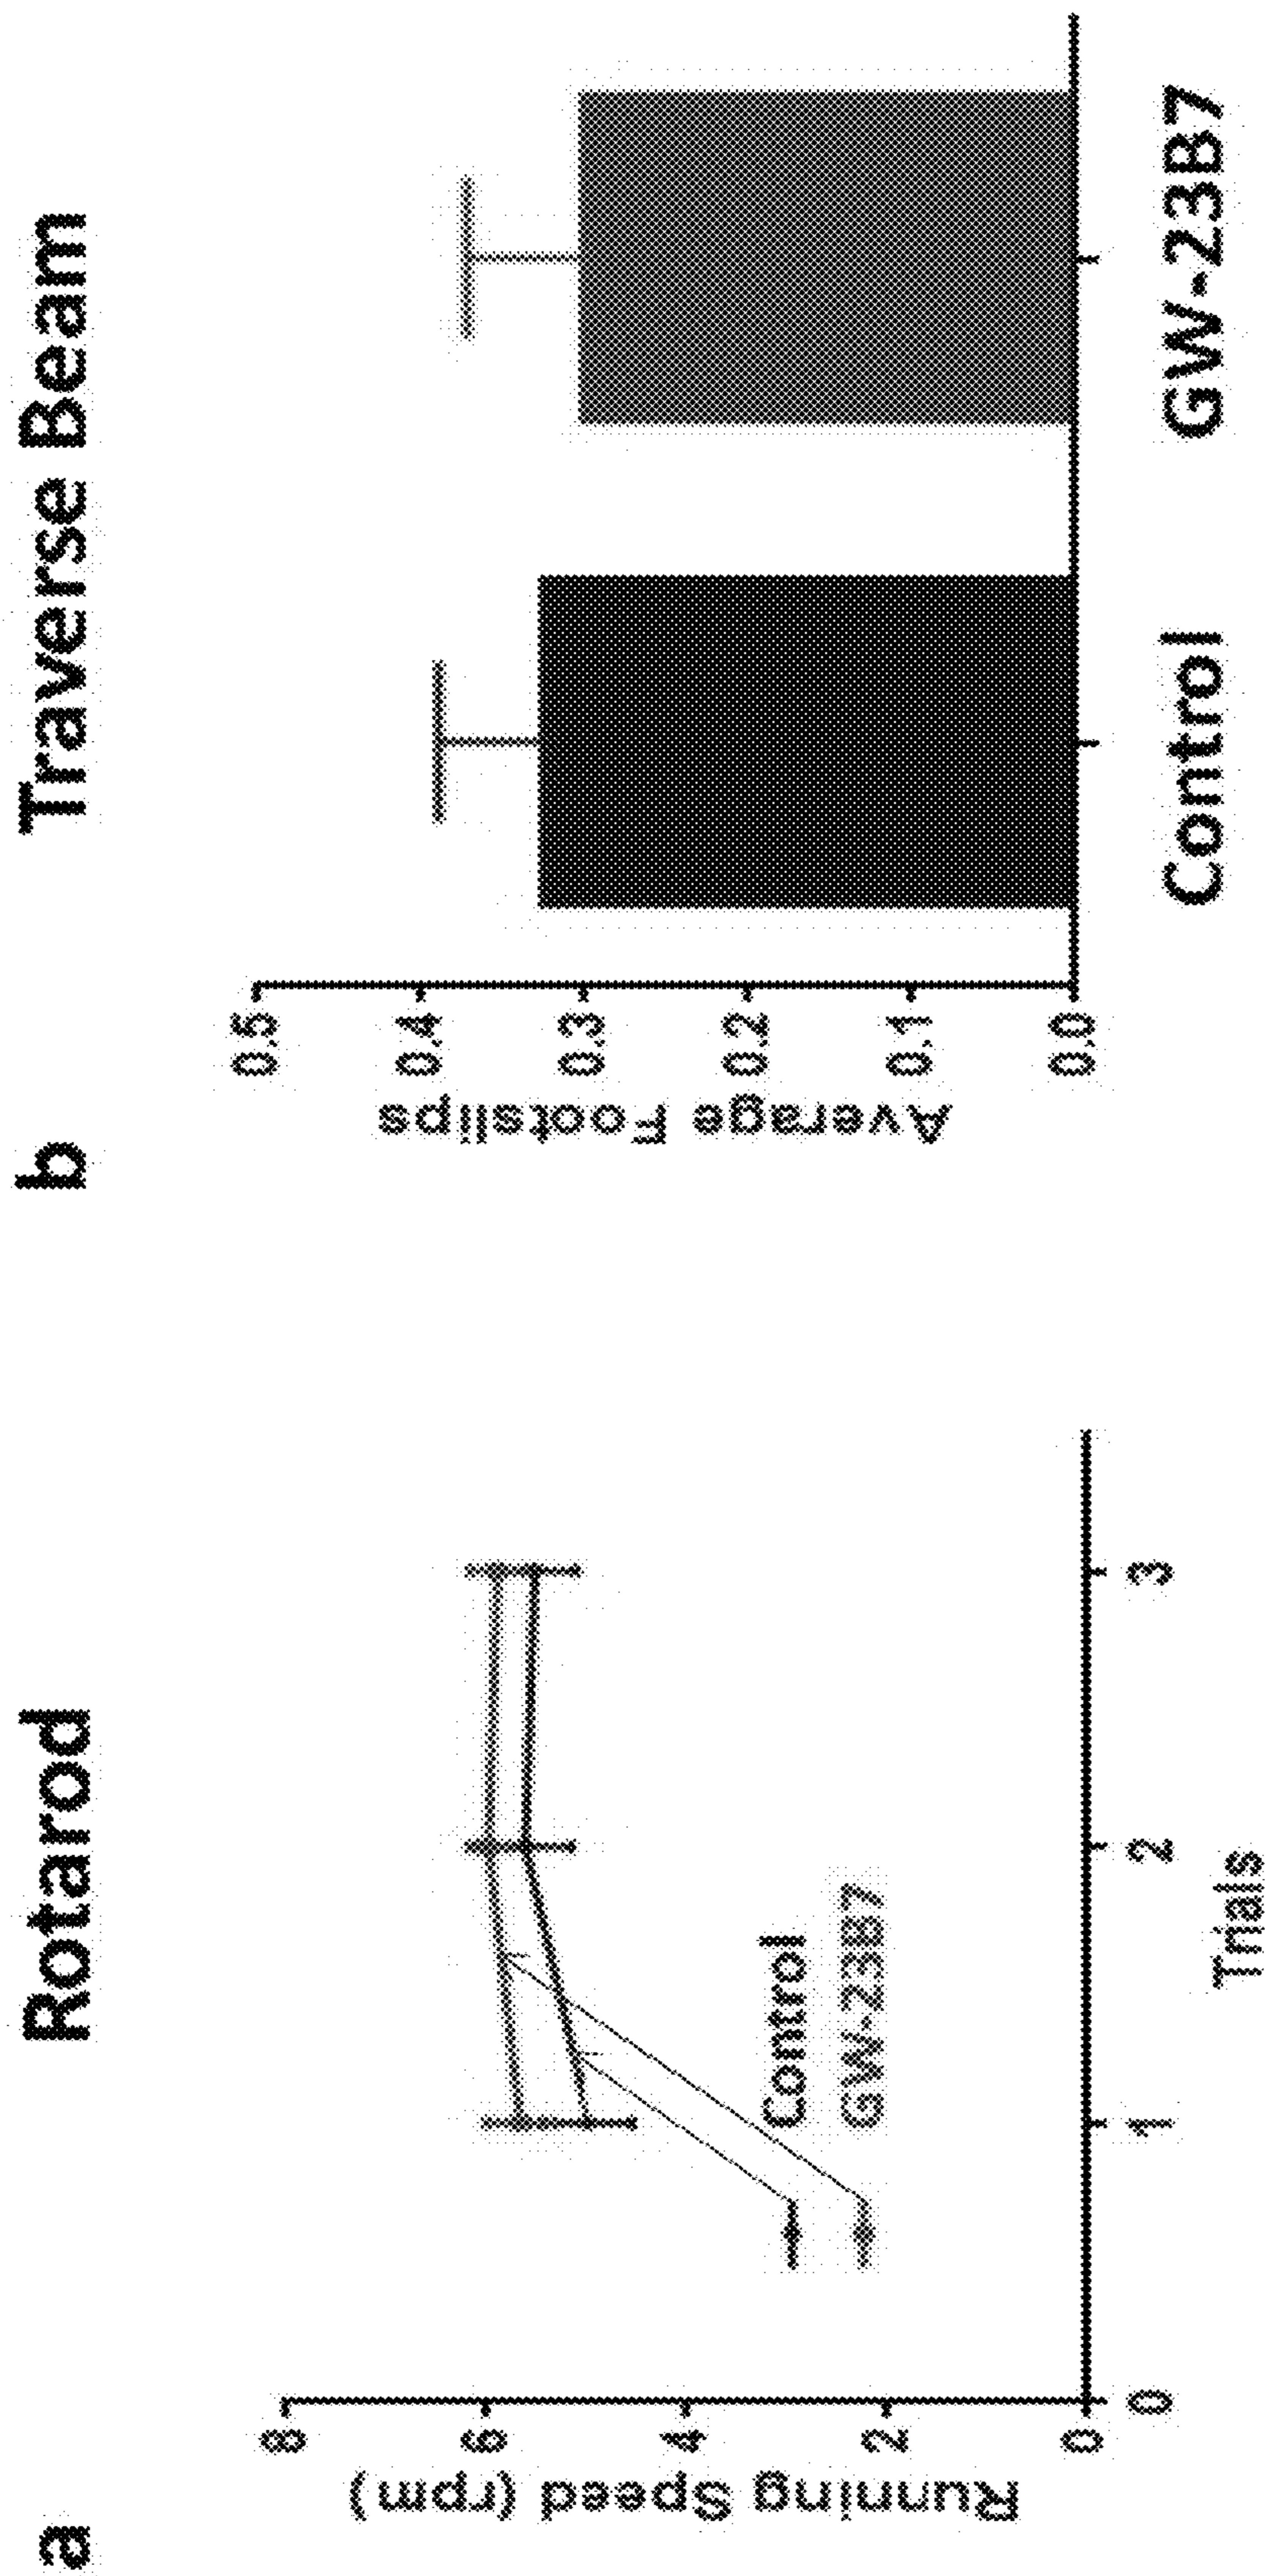 a
Rotarod
Running Speed (rpm)
8
6
4
2
0
Control
GW-23B7
0
1
2
3
Trials
b
Traverse Beam
Average Footslips
0.5
0.4
0.3
0.2
0.1
0.0
Control
GW-23B7